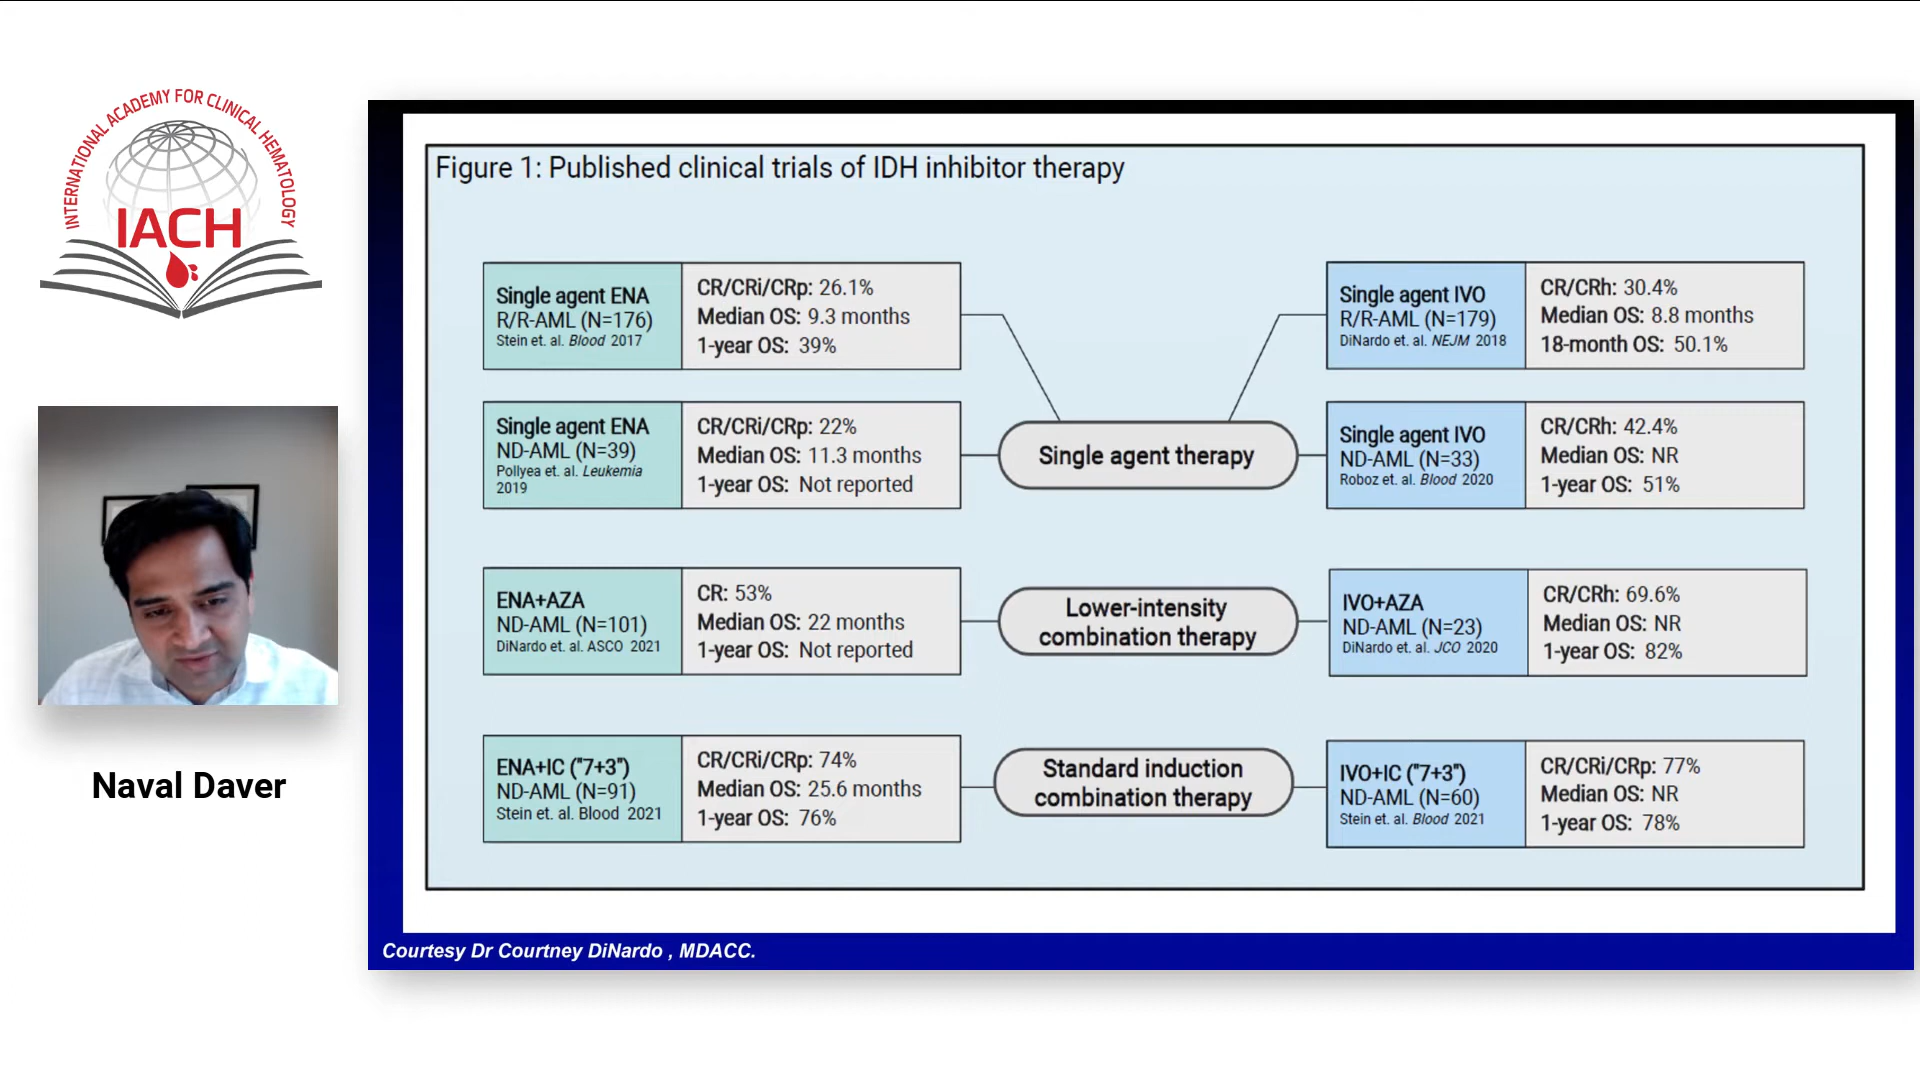 INTERNATIONAL ACADEMY FOR CLINICAL HEMATOLOGY
IACH
Naval Daver
Figure 1: Published clinical trials of IDH inhibitor therapy
Single agent ENA
R/R-AML (N=176)
Stein et. al. Blood 2017
CR/CRi/CRp: 26.1%
Median OS: 9.3 months
1-year OS: 39%
Single agent IVO
R/R-AML (N=179)
DiNardo et. al. NEJM 2018
CR/CRh: 30.4%
Median OS: 8.8 months
18-month OS: 50.1%
Single agent ENA
ND-AML (N=39)
Pollyea et. al. Leukemia
2019
CR/CRi/CRp: 22%
Median OS: 11.3 months
1-year OS: Not reported
Single agent therapy
Single agent IVO
ND-AML (N=33)
Roboz et. al. Blood 2020
CR/CRh: 42.4%
Median OS: NR
1-year OS: 51%
ENA+AZA
ND-AML (N=101)
DiNardo et. al. ASCO 2021
CR: 53%
Median OS: 22 months
1-year OS: Not reported
Lower-intensity
combination therapy
IVO+AZA
ND-AML (N=23)
DiNardo et. al. JCO 2020
CR/CRh: 69.6%
Median OS: NR
1-year OS: 82%
ENA+IC ("7+3")
ND-AML (N=91)
Stein et. al. Blood 2021
CR/CRi/CRp: 74%
Median OS: 25.6 months
1-year OS: 76%
Standard induction
combination therapy
IVO+IC ("7+3")
ND-AML (N=60)
Stein et. al. Blood 2021
CR/CRi/CRp: 77%
Median OS: NR
1-year OS: 78%
Courtesy Dr Courtney DiNardo , MDACC.